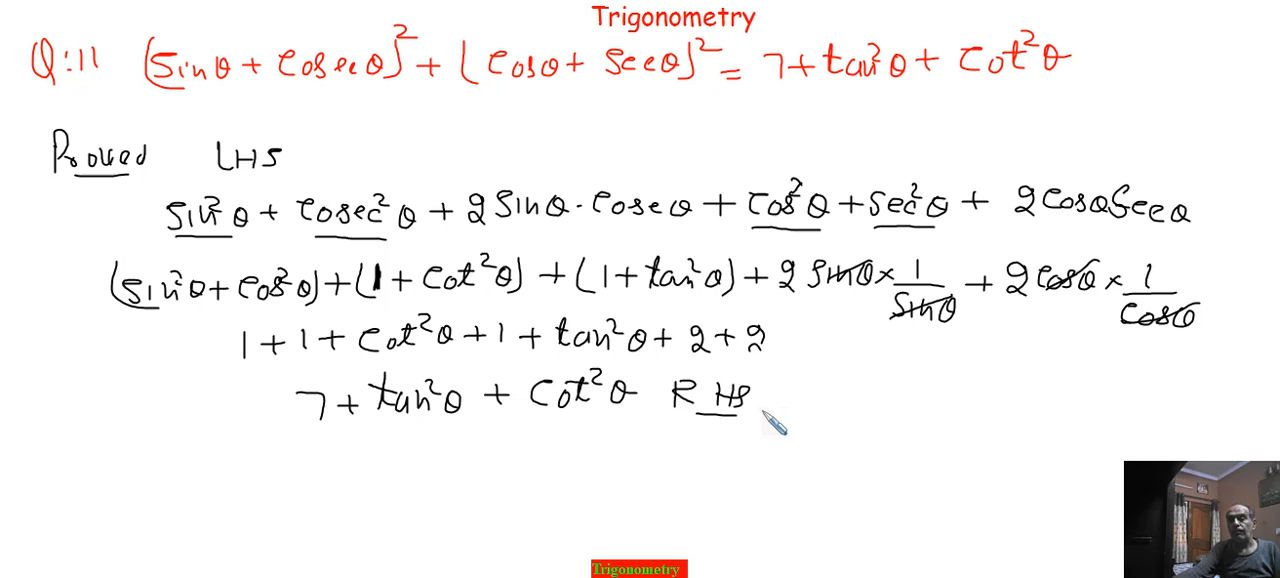 Trigonometry
Q:11 (Sinθ + Cosecθ)² + (Cosθ + Secθ)² = 7 + tan²θ + Cot²θ
Proved LHS
Sin²θ + Cosec²θ + 2 Sinθ · Cosecθ + Cos²θ + Sec²θ + 2 Cosθ Secθ
(Sin²θ + Cos²θ) + (1 + Cot²θ) + (1 + tan²θ) + 2 Sinθ × 1/Sinθ + 2 Cosθ × 1/Cosθ
1 + 1 + Cot²θ + 1 + tan²θ + 2 + 2
7 + tan²θ + Cot²θ RHS
Trigonometry